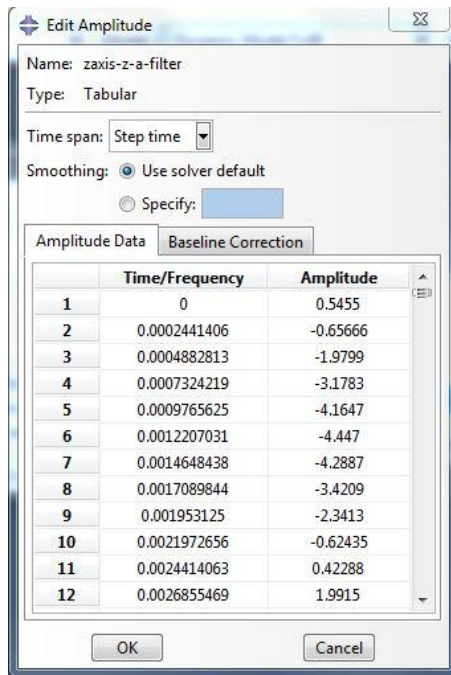 Edit Amplitude
Name: zaxis-z-a-filter
Type: Tabular
Time span: Step time
Smoothing: Use solver default
Specify:
Amplitude Data Baseline Correction
Time/Frequency Amplitude
1 0 0.5455
2 0.0002441406 -0.65666
3 0.0004882813 -1.9799
4 0.0007324219 -3.1783
5 0.0009765625 -4.1647
6 0.0012207031 -4.447
7 0.0014648438 -4.2887
8 0.0017089844 -3.4209
9 0.001953125 -2.3413
10 0.0021972656 -0.62435
11 0.0024414063 0.42288
12 0.0026855469 1.9915
OK Cancel